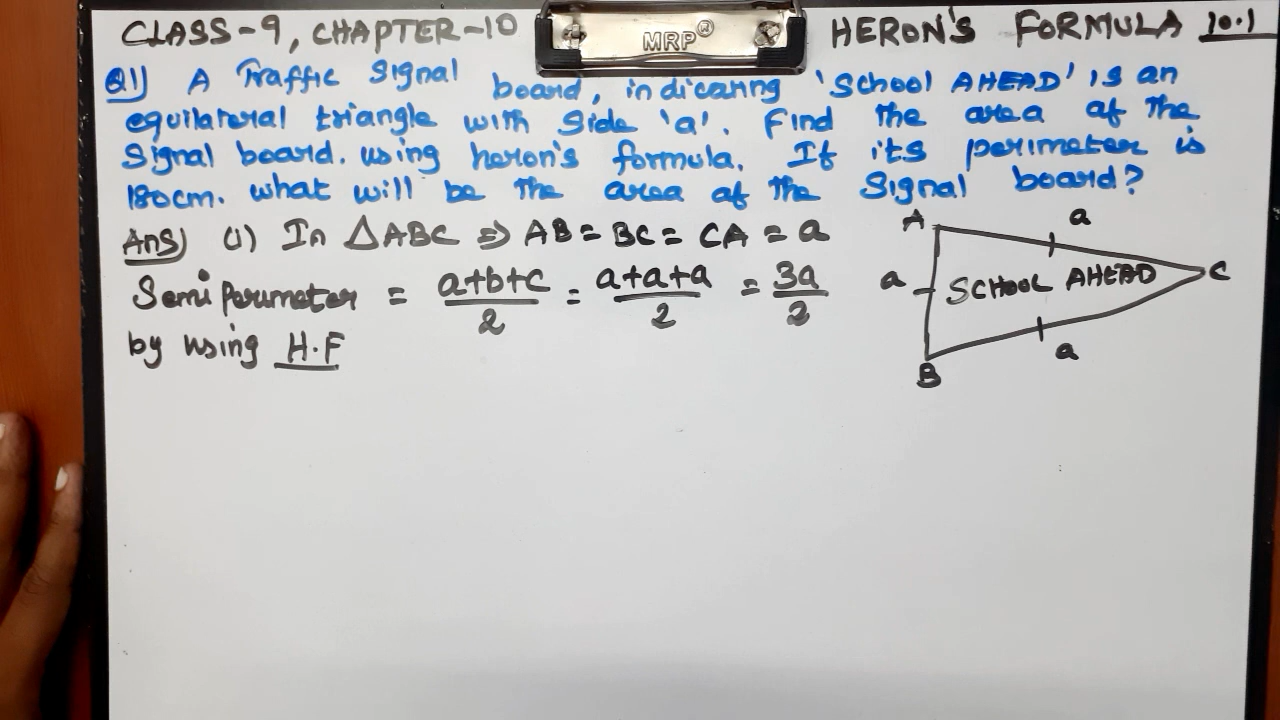 CLASS-9, CHAPTER-10 MRP® HERON'S FORMULA 10.1
Q1) A Traffic Signal board, indicating 'School AHEAD' is an
equilateral triangle with side 'a'. Find the area of the
Signal board. using heron's formula. If its perimeter is
180cm. what will be the area of the Signal board?
Ans) (1) In △ABC ⇒ AB = BC = CA = a
Semi perimeter = a+b+c/2 = a+a+a/2 = 3a/2
by using H.F
A a
a SCHOOL AHEAD C
a
B